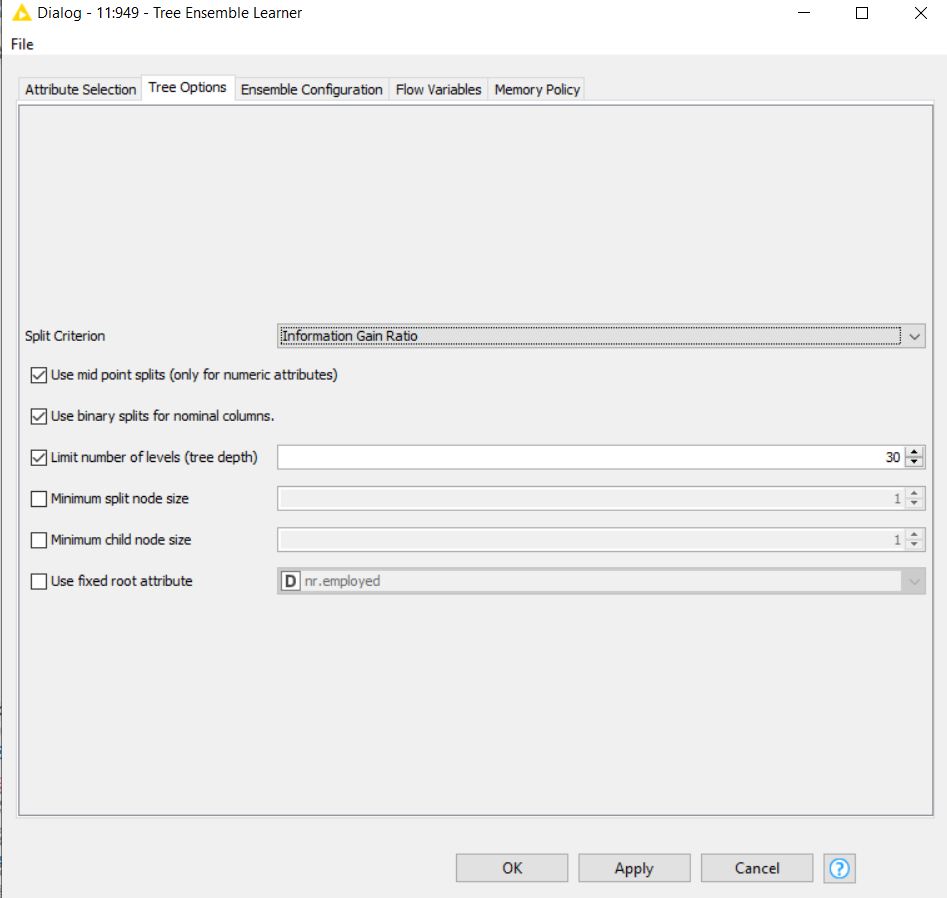 Dialog - 11:949 - Tree Ensemble Learner
File
Attribute Selection Tree Options Ensemble Configuration Flow Variables Memory Policy
Split Criterion Information Gain Ratio
Use mid point splits (only for numeric attributes)
Use binary splits for nominal columns.
Limit number of levels (tree depth) 30
Minimum split node size 1
Minimum child node size 1
Use fixed root attribute D nr.employed
OK Apply Cancel ?